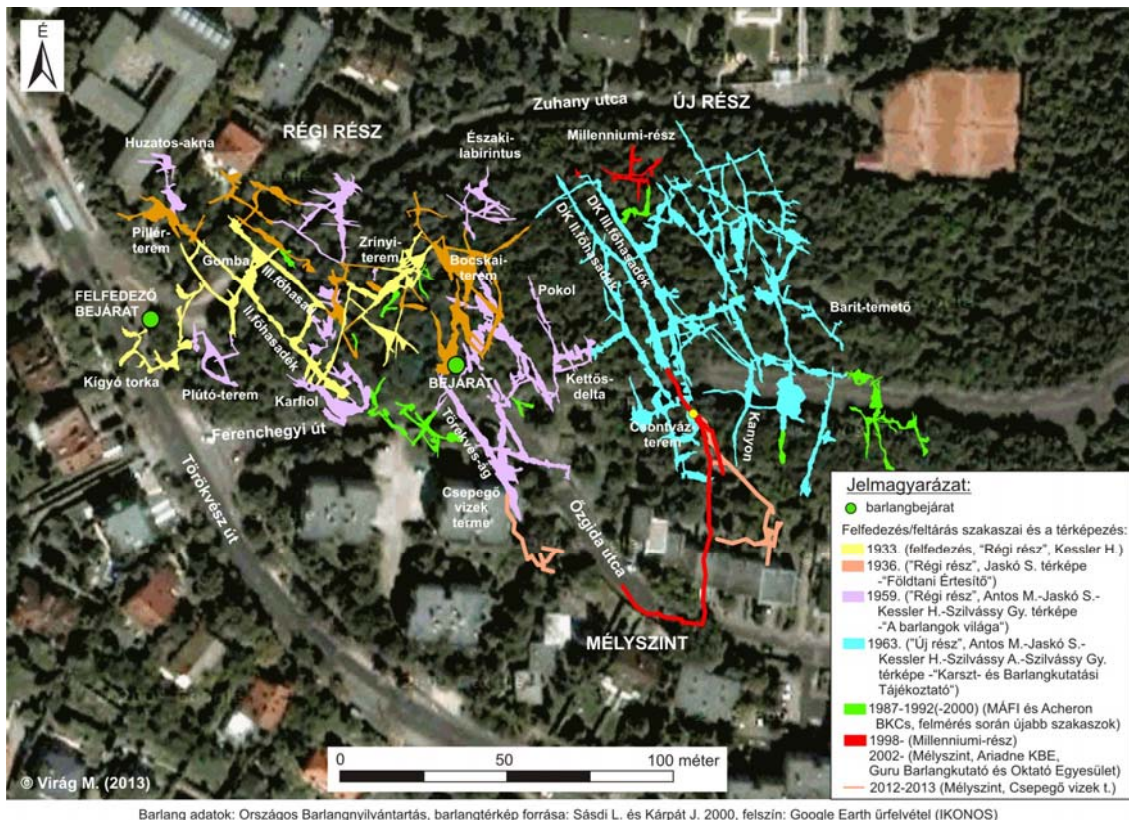 É
Zuhany utca
ÚJ RÉSZ
RÉGI RÉSZ
Huzatos-akna
Északi-
labirintus
Millenniumi-rész
Pillér-
terem
Gomba
Zrínyi-
terem
Bocskai-
terem
DK II.főhasadék
DK III.főhasadék
III.főhasa
II.főhasadék
Pokol
FELFEDEZŐ
BEJÁRAT
Barit-temető
BEJÁRAT
Kígyó torka
Plútó-terem
Karfiol
Kettős-
delta
Ferenchegyi út
Törekvés-ág
Csontváz-
terem
Kanyon
Törökvész út
Csepegő
vizek
terme
Őzgida utca
MÉLYSZINT
Jelmagyarázat:
barlangbejárat
Felfedezés/feltárás szakaszai és a térképezés:
1933. (felfedezés, "Régi rész", Kessler H.)
1936. ("Régi rész", Jaskó S. térképe
-"Földtani Értesítő")
1959. ("Régi rész", Antos M.-Jaskó S.-
Kessler H.-Szilvássy Gy. térképe
-"A barlangok világa")
1963. ("Új rész", Antos M.-Jaskó S.-
Kessler H.-Szilvássy A.-Szilvássy Gy.
térképe -"Karszt- és Barlangkutatási
Tájékoztató")
1987-1992(-2000) (MÁFI és Acheron
BKCs, felmérés során újabb szakaszok)
1998- (Millenniumi-rész)
2002- (Mélyszint, Ariadne KBE,
Guru Barlangkutató és Oktató Egyesület)
2012-2013 (Mélyszint, Csepegő vizek t.)
0 50 100 méter
© Virág M. (2013)
Barlang adatok: Országos Barlangnyilvántartás, barlangtérkép forrása: Sásdi L. és Kárpát J. 2000, felszín: Google Earth űrfelvétel (IKONOS)